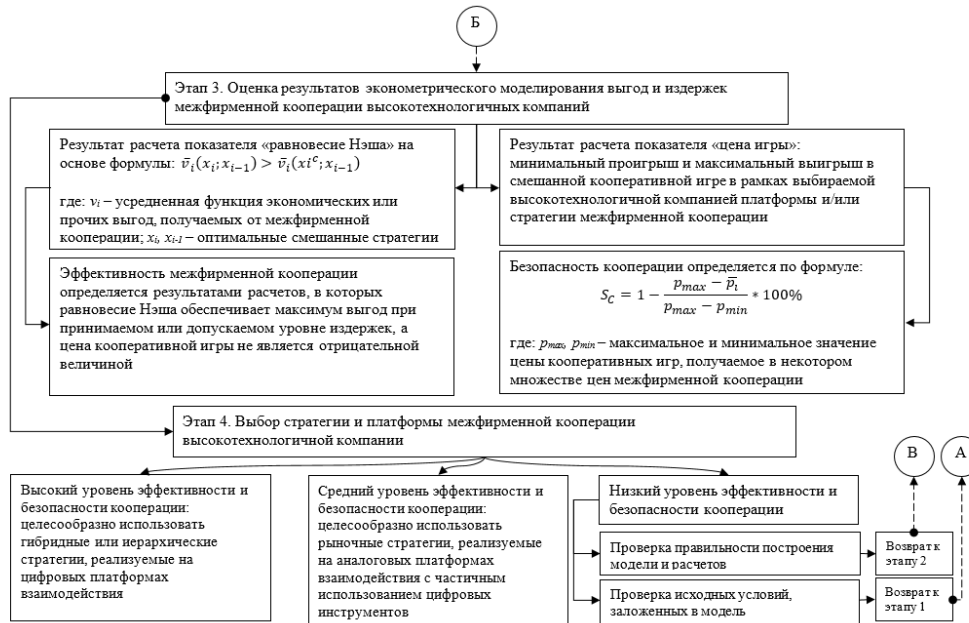 Б
Этап 3. Оценка результатов эконометрического моделирования выгод и издержек
межфирменной кооперации высокотехнологичных компаний
Результат расчета показателя «равновесие Нэша» на
основе формулы: v̄ᵢ(xᵢ; xᵢ₋₁) > v̄ᵢ(xiᶜ; xᵢ₋₁)
где: vᵢ – усредненная функция экономических или
прочих выгод, получаемых от межфирменной
кооперации; xᵢ, xᵢ₋₁ – оптимальные смешанные стратегии
Результат расчета показателя «цена игры»:
минимальный проигрыш и максимальный выигрыш в
смешанной кооперативной игре в рамках выбираемой
высокотехнологичной компанией платформы и/или
стратегии межфирменной кооперации
Эффективность межфирменной кооперации
определяется результатами расчетов, в которых
равновесие Нэша обеспечивает максимум выгод при
принимаемом или допускаемом уровне издержек, а
цена кооперативной игры не является отрицательной
величиной
Безопасность кооперации определяется по формуле:
S_C = 1 − (p_max − p̄ᵢ)/(p_max − p_min) * 100%
где: p_max, p_min – максимальное и минимальное значение
цены кооперативных игр, получаемое в некотором
множестве цен межфирменной кооперации
Этап 4. Выбор стратегии и платформы межфирменной кооперации
высокотехнологичной компании
В
А
Высокий уровень эффективности и
безопасности кооперации:
целесообразно использовать
гибридные или иерархические
стратегии, реализуемые на
цифровых платформах
взаимодействия
Средний уровень эффективности и
безопасности кооперации:
целесообразно использовать
рыночные стратегии, реализуемые
на аналоговых платформах
взаимодействия с частичным
использованием цифровых
инструментов
Низкий уровень эффективности и
безопасности кооперации
Проверка правильности построения
модели и расчетов
Возврат к
этапу 2
Проверка исходных условий,
заложенных в модель
Возврат к
этапу 1